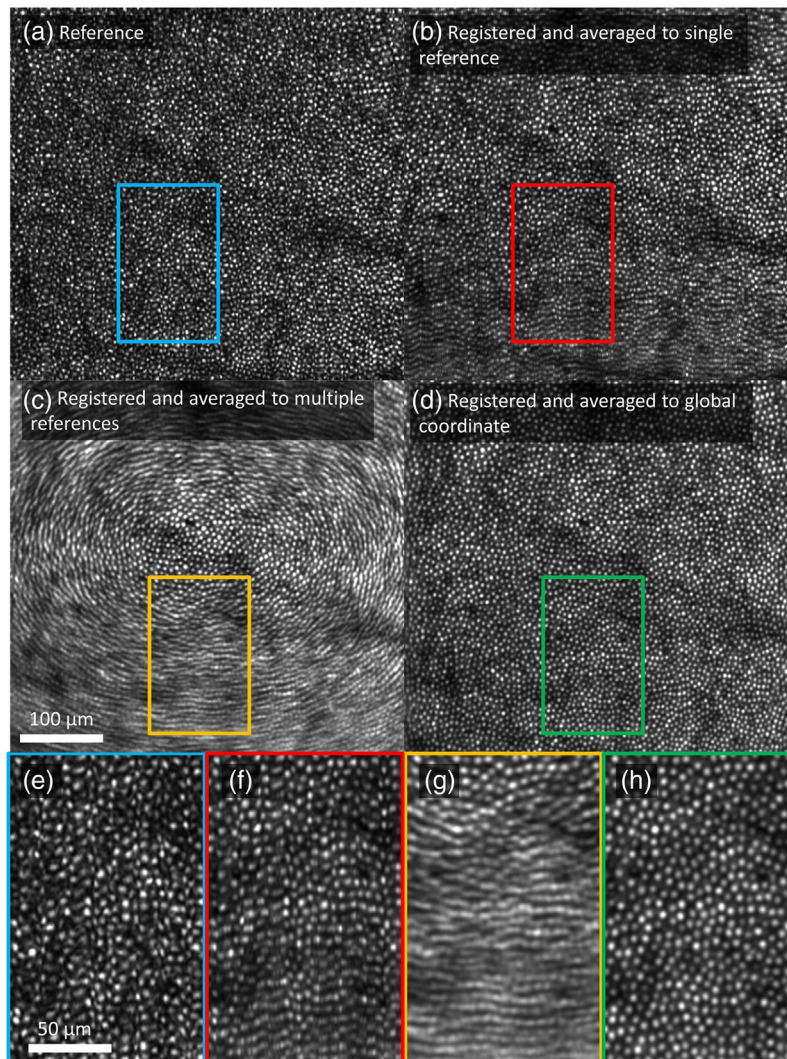 (a) Reference
(b) Registered and averaged to single
reference
(c) Registered and averaged to multiple
references
(d) Registered and averaged to global
coordinate
100 µm
(e)
(f)
(g)
(h)
50 µm